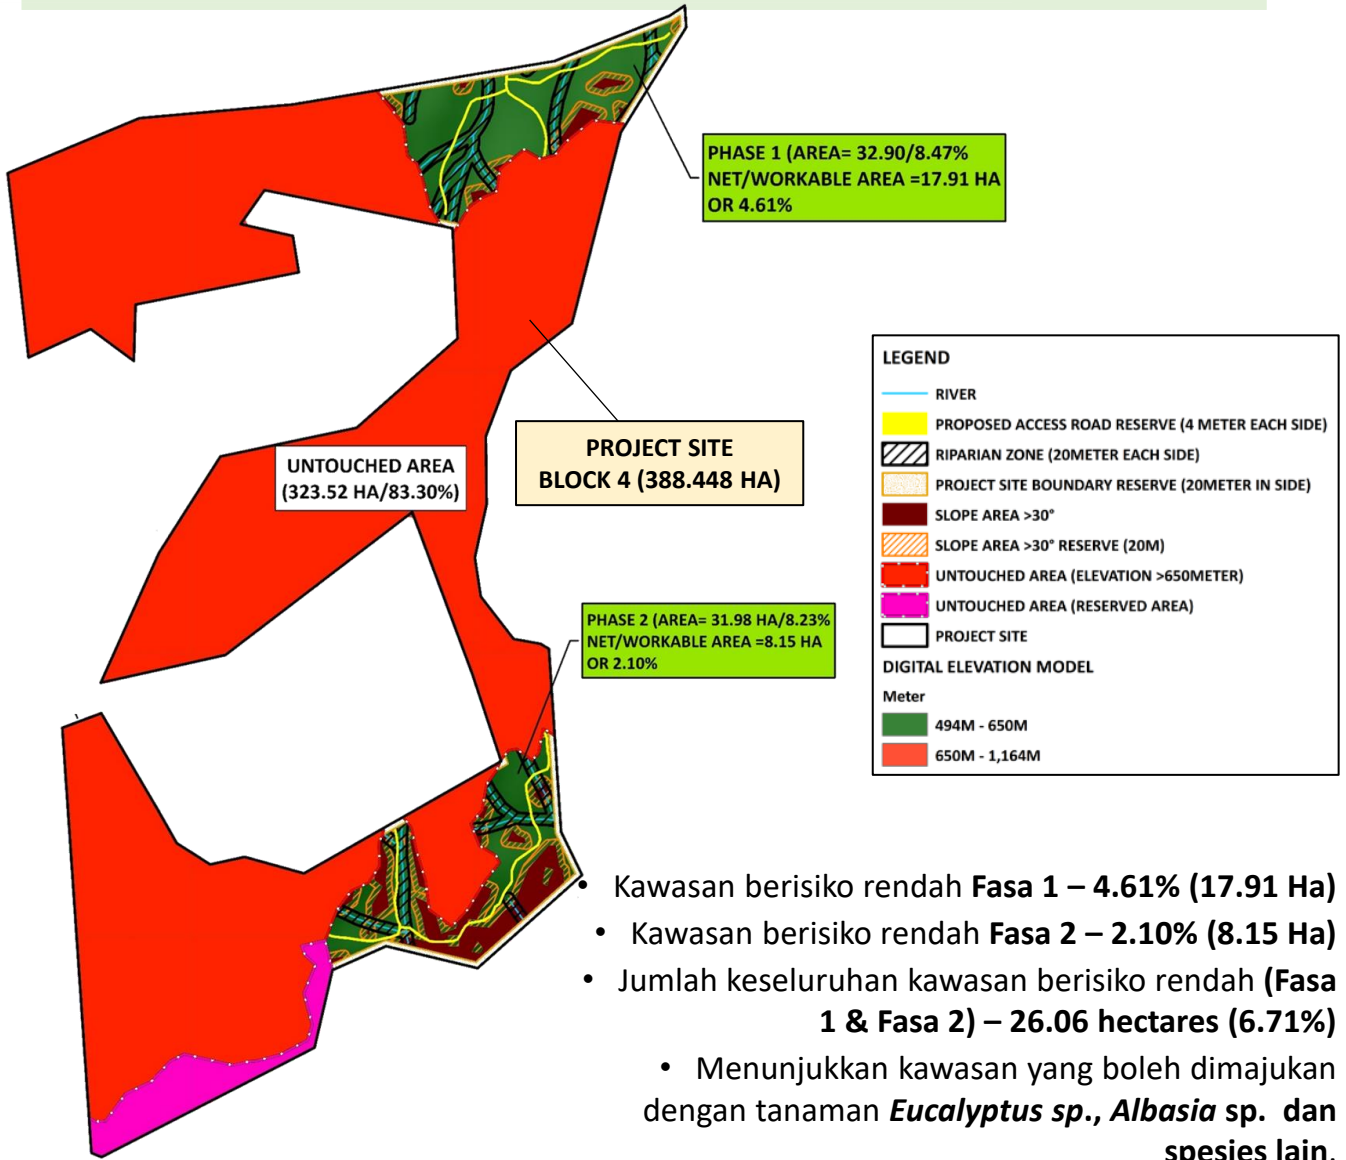 PHASE 1 (AREA= 32.90/8.47%
NET/WORKABLE AREA =17.91 HA
OR 4.61%
PROJECT SITE
BLOCK 4 (388.448 HA)
UNTOUCHED AREA
(323.52 HA/83.30%)
PHASE 2 (AREA= 31.98 HA/8.23%
NET/WORKABLE AREA =8.15 HA
OR 2.10%
LEGEND
RIVER
PROPOSED ACCESS ROAD RESERVE (4 METER EACH SIDE)
RIPARIAN ZONE (20METER EACH SIDE)
PROJECT SITE BOUNDARY RESERVE (20METER IN SIDE)
SLOPE AREA >30°
SLOPE AREA >30° RESERVE (20M)
UNTOUCHED AREA (ELEVATION >650METER)
UNTOUCHED AREA (RESERVED AREA)
PROJECT SITE
DIGITAL ELEVATION MODEL
Meter
494M - 650M
650M - 1,164M
• Kawasan berisiko rendah Fasa 1 – 4.61% (17.91 Ha)
• Kawasan berisiko rendah Fasa 2 – 2.10% (8.15 Ha)
• Jumlah keseluruhan kawasan berisiko rendah (Fasa
1 & Fasa 2) – 26.06 hectares (6.71%)
• Menunjukkan kawasan yang boleh dimajukan
dengan tanaman Eucalyptus sp., Albasia sp. dan
spesies lain.